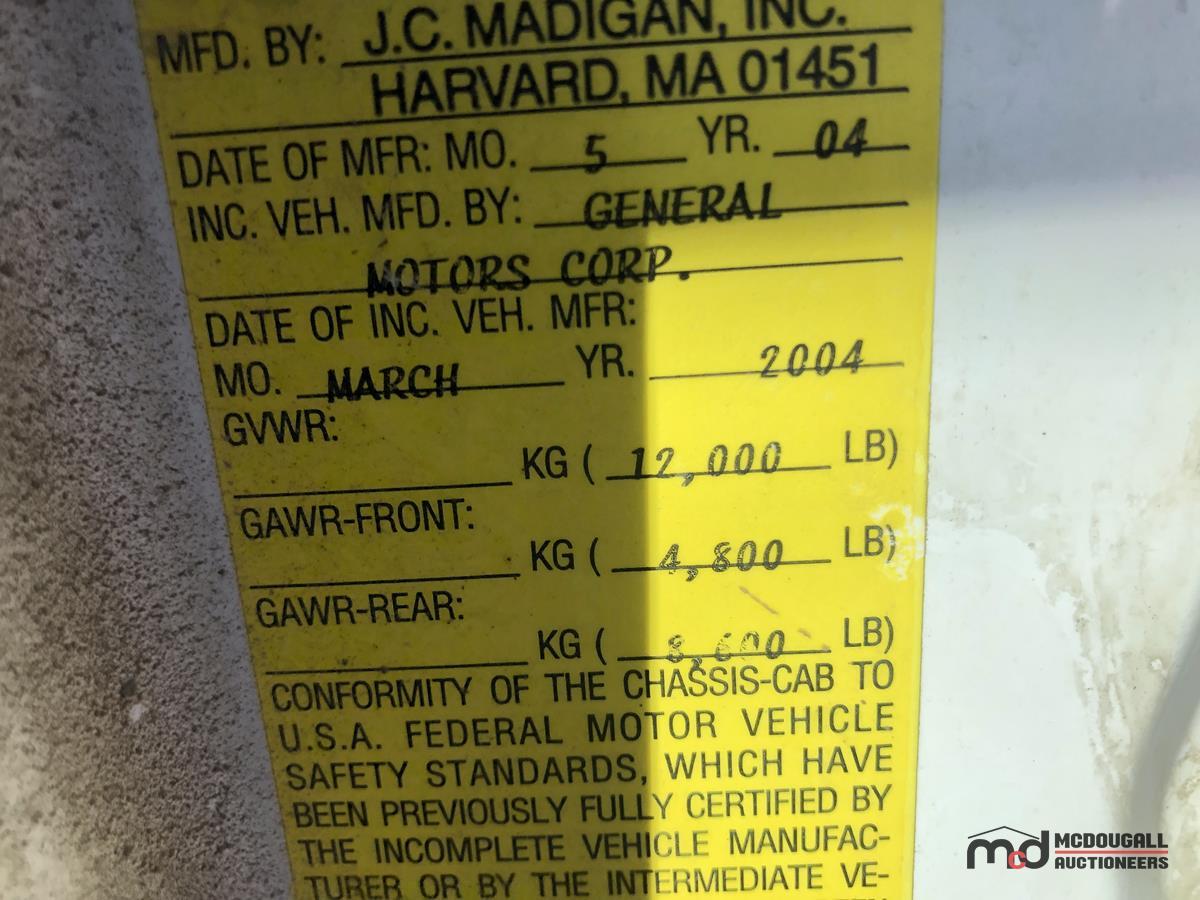 MFD. BY: J.C. MADIGAN, INC.
HARVARD, MA 01451
DATE OF MFR: MO. 5 YR. 04
INC. VEH. MFD. BY: GENERAL
MOTORS CORP.
DATE OF INC. VEH. MFR:
MO. MARCH YR. 2004
GVWR:
KG ( 12,000 LB)
GAWR-FRONT:
KG ( 4,800 LB)
GAWR-REAR:
KG ( 8,600 LB)
CONFORMITY OF THE CHASSIS-CAB TO
U.S.A. FEDERAL MOTOR VEHICLE
SAFETY STANDARDS, WHICH HAVE
BEEN PREVIOUSLY FULLY CERTIFIED BY
THE INCOMPLETE VEHICLE MANUFAC-
TURER OR BY THE INTERMEDIATE VE-
mcd MCDOUGALL
AUCTIONEERS